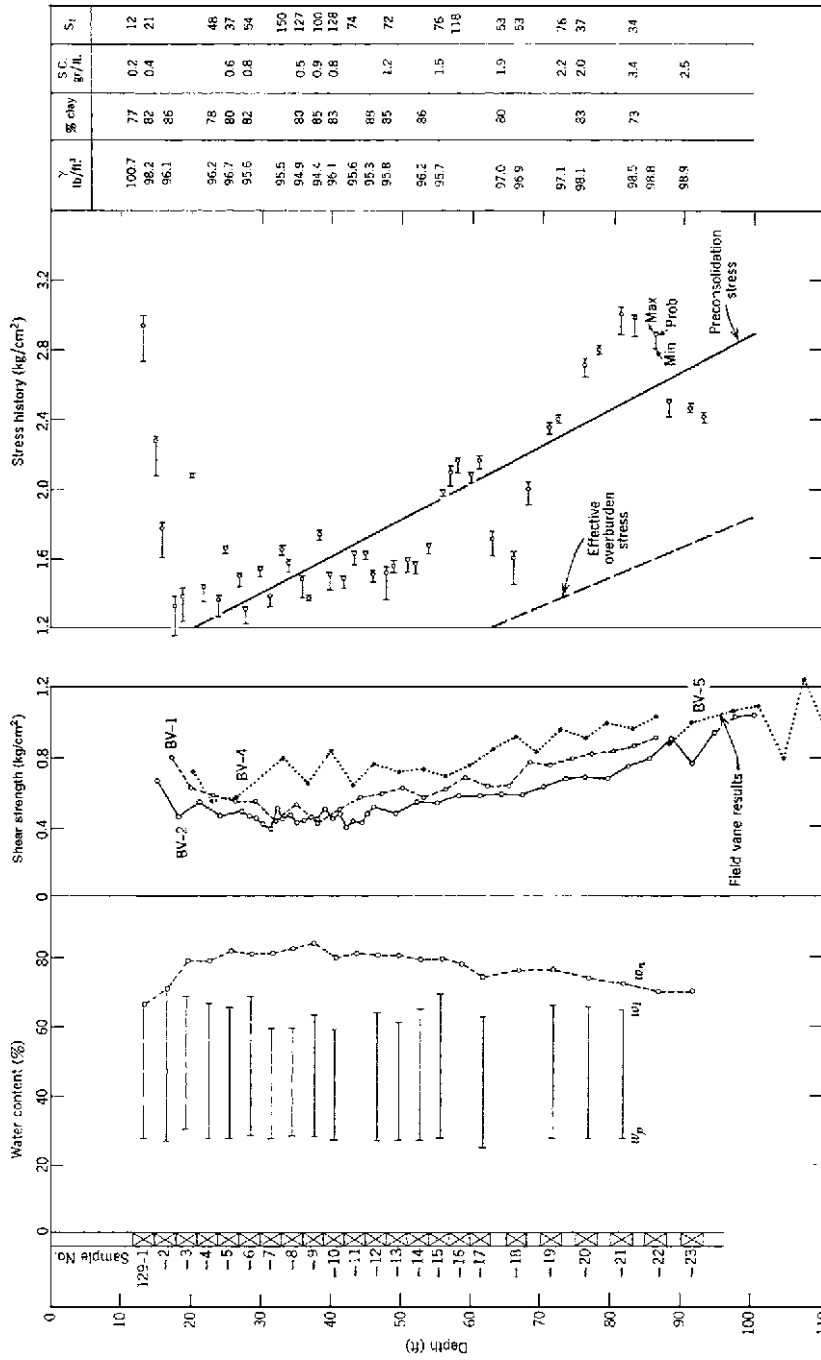 Depth (ft)
0
10
20
30
40
50
60
70
80
90
100
110
Sample No.
129-1
-2
-3
-4
-5
-6
-7
-8
-9
-10
-11
-12
-13
-14
-15
-16
-17
-18
-19
-20
-21
-22
-23
Water content (%)
0 20 40 60 80
wp
wl
wn
Shear strength (kg/cm²)
0 0.4 0.8 1.2
BV-2
BV-1
BV-4
BV-5
Field vane results
Stress history (kg/cm²)
1.2 1.6 2.0 2.4 2.8 3.2
Effective overburden stress
Min
Prob
Max
Preconsolidation stress
γ lb/ft³ % clay S.C. gr/ft. St
100.7 77 0.2 12
98.2 82 0.4 21
96.1 86
96.2 78 48
96.7 80 0.6 37
95.6 82 0.8 54
95.5 150
94.9 80 0.5 127
94.4 85 0.9 100
96.1 83 0.8 128
95.6 74
95.3 88
95.8 85 1.2 72
96.2 86
95.7 1.5 76
118
97.0 80 1.9 53
96.9 53
97.1 2.2 76
98.1 83 2.0 37
98.5 73 3.4 34
98.8
98.9 2.5